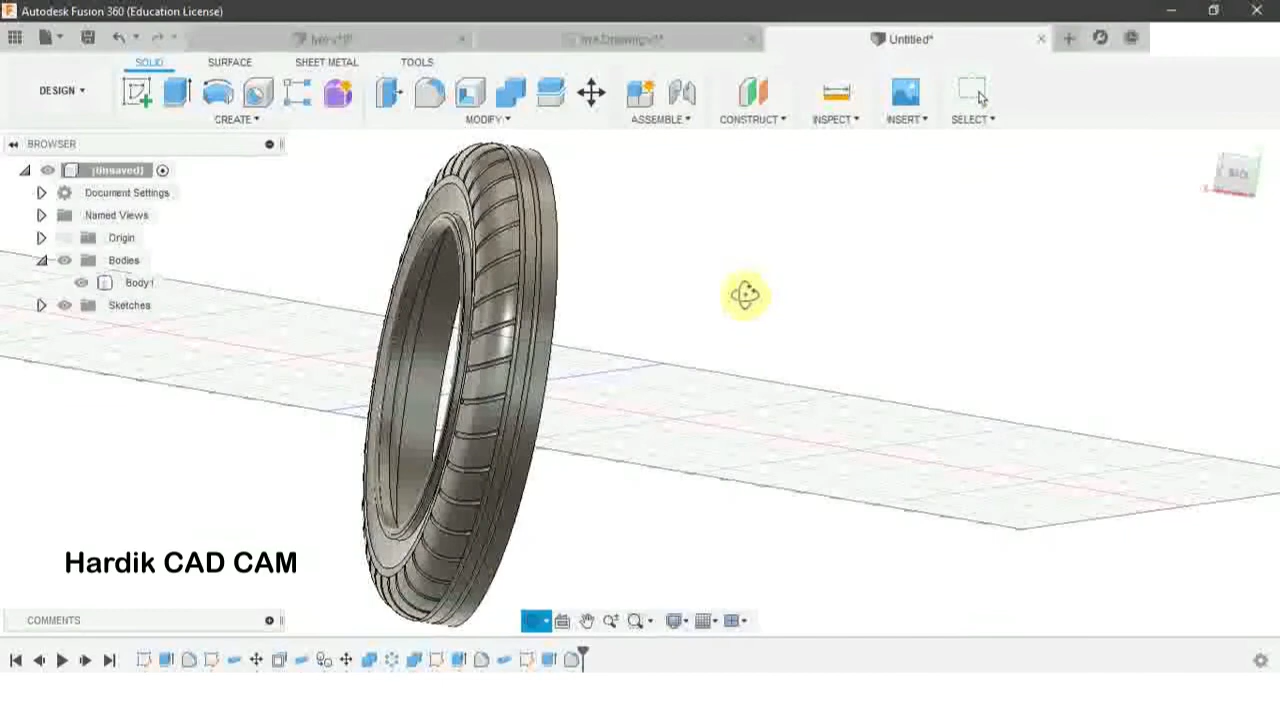 Autodesk Fusion 360 (Education License)
Untitled*
SOLID SURFACE SHEET METAL TOOLS
DESIGN
CREATE MODIFY ASSEMBLE CONSTRUCT INSPECT INSERT SELECT
BROWSER
(Unsaved)
Document Settings
Named Views
Origin
Bodies
Body1
Sketches
BACK
Hardik CAD CAM
COMMENTS